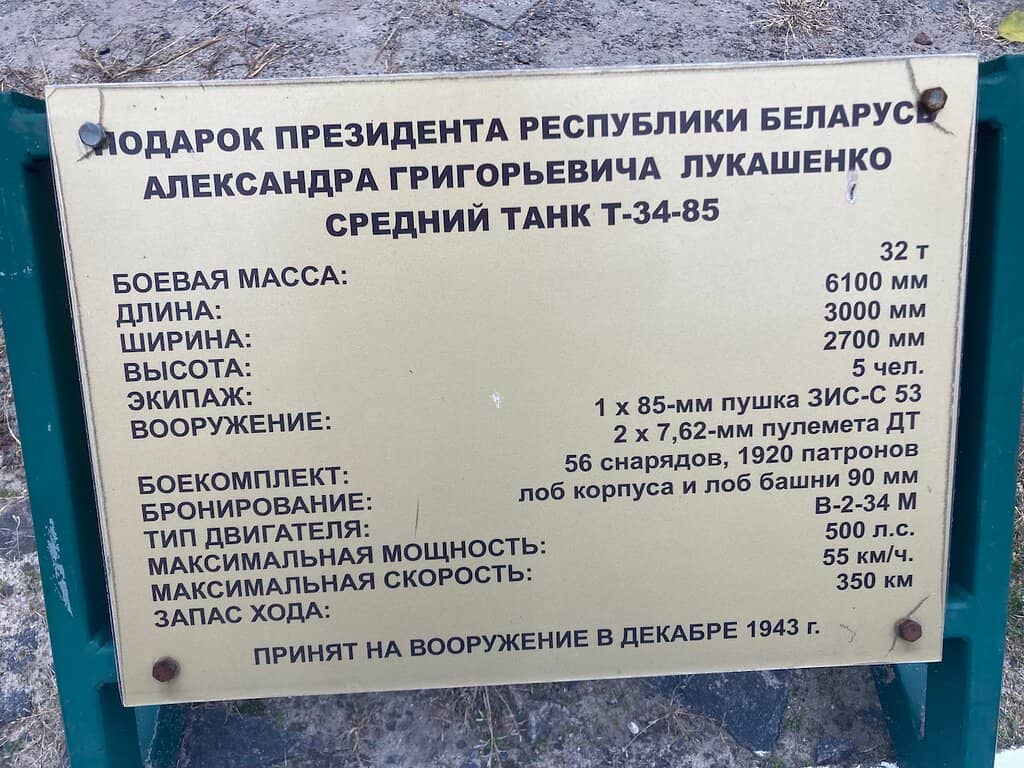 ПОДАРОК ПРЕЗИДЕНТА РЕСПУБЛИКИ БЕЛАРУСЬ
АЛЕКСАНДРА ГРИГОРЬЕВИЧА ЛУКАШЕНКО
СРЕДНИЙ ТАНК Т-34-85
БОЕВАЯ МАССА: 32 т
ДЛИНА: 6100 мм
ШИРИНА: 3000 мм
ВЫСОТА: 2700 мм
ЭКИПАЖ: 5 чел.
ВООРУЖЕНИЕ: 1 х 85-мм пушка ЗИС-С 53
2 х 7,62-мм пулемета ДТ
БОЕКОМПЛЕКТ: 56 снарядов, 1920 патронов
БРОНИРОВАНИЕ: лоб корпуса и лоб башни 90 мм
ТИП ДВИГАТЕЛЯ: В-2-34 М
МАКСИМАЛЬНАЯ МОЩНОСТЬ: 500 л.с.
МАКСИМАЛЬНАЯ СКОРОСТЬ: 55 км/ч.
ЗАПАС ХОДА: 350 км
ПРИНЯТ НА ВООРУЖЕНИЕ В ДЕКАБРЕ 1943 г.